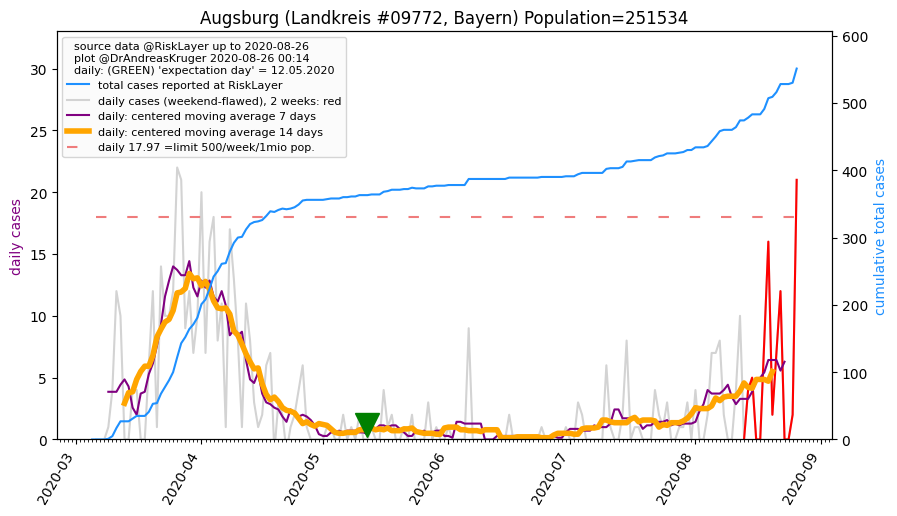 Augsburg (Landkreis #09772, Bayern) Population=251534
source data @RiskLayer up to 2020-08-26
plot @DrAndreasKruger 2020-08-26 00:14
daily: (GREEN) 'expectation day' = 12.05.2020
total cases reported at RiskLayer
daily cases (weekend-flawed), 2 weeks: red
daily: centered moving average 7 days
daily: centered moving average 14 days
daily 17.97 =limit 500/week/1mio pop.
daily cases
30
25
20
15
10
5
0
600
500
400
300
200
100
0
cumulative total cases
2020-03
2020-04
2020-05
2020-06
2020-07
2020-08
2020-09